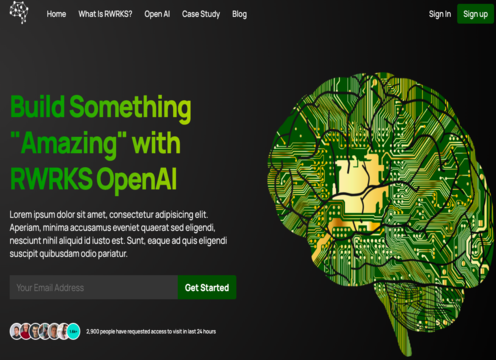 Home What Is RWRKS? Open AI Case Study Blog Sign In Sign up
Build Something
"Amazing" with
RWRKS OpenAI
Lorem ipsum dolor sit amet, consectetur adipisicing elit.
Aperiam, minima accusamus eveniet quaerat sed eligendi,
nesciunt nihil aliquid id iusto est. Sunt, eaque ad quis eligendi
suscipit quibusdam odio pariatur.
Your Email Address Get Started
2,900 people have requested access to visit in last 24 hours